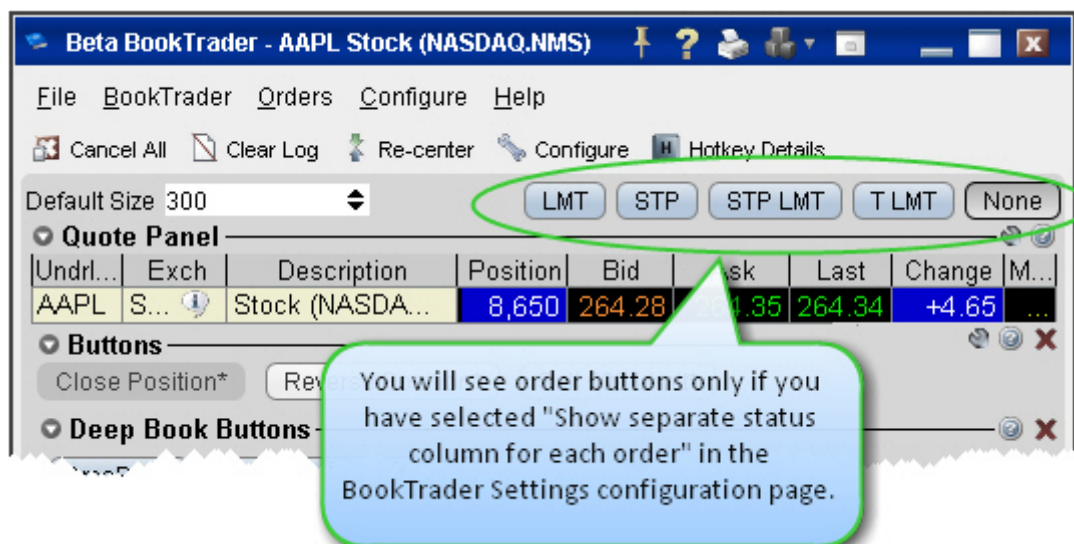 Beta BookTrader - AAPL Stock (NASDAQ.NMS)
File BookTrader Orders Configure Help
Cancel All Clear Log Re-center Configure Hotkey Details
Default Size 300 LMT STP STP LMT T LMT None
Quote Panel
Undrl... Exch Description Position Bid Ask Last Change M...
AAPL S... Stock (NASDA... 8,650 264.28 264.35 264.34 +4.65 ...
Buttons
Close Position*
Deep Book Buttons
You will see order buttons only if you
have selected "Show separate status
column for each order" in the
BookTrader Settings configuration page.